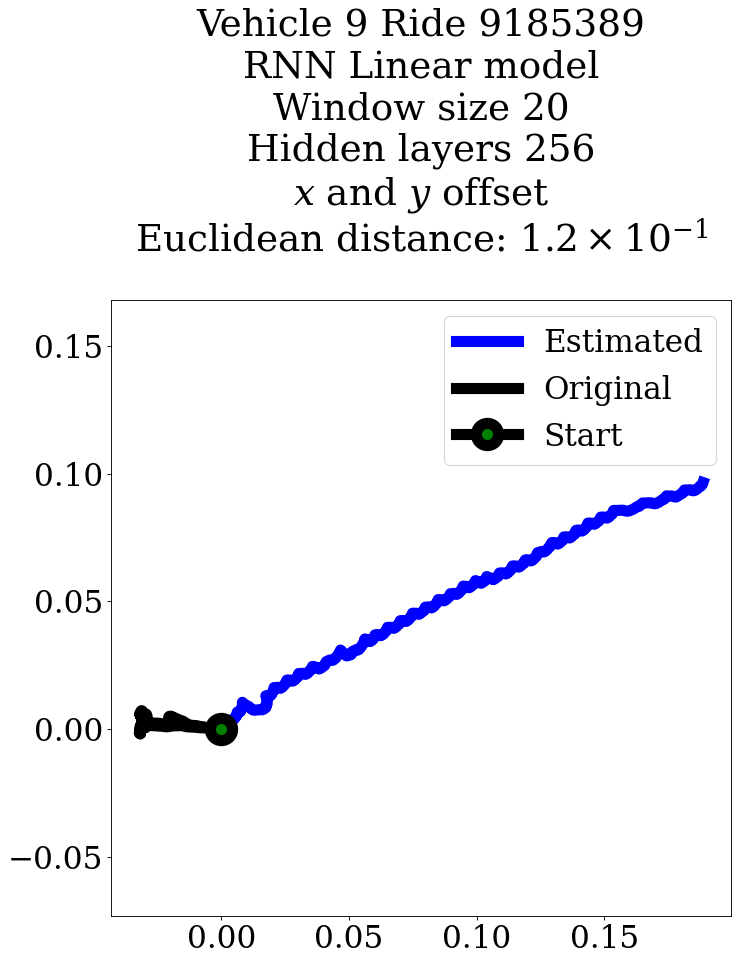 Vehicle 9 Ride 9185389
RNN Linear model
Window size 20
Hidden layers 256
x and y offset
Euclidean distance: 1.2 × 10⁻¹
Estimated
Original
Start
0.15
0.10
0.05
0.00
−0.05
0.00 0.05 0.10 0.15